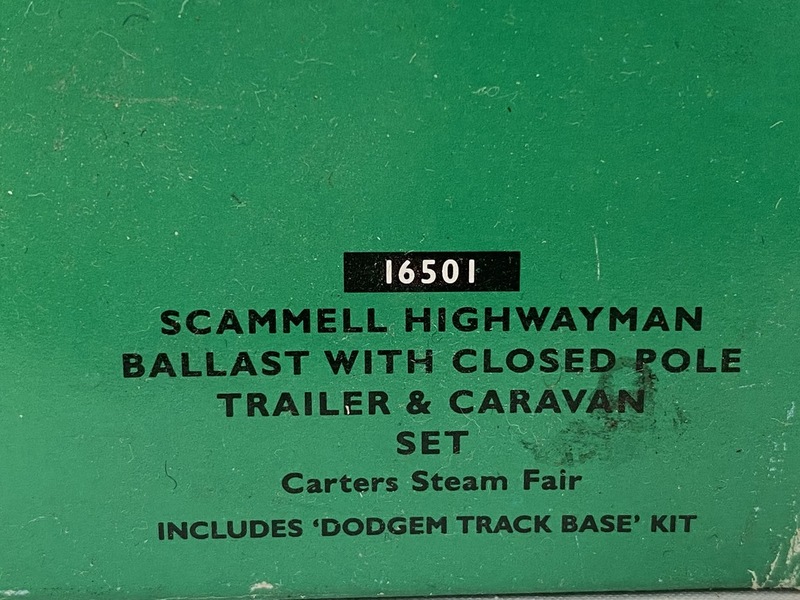 16501
SCAMMELL HIGHWAYMAN
BALLAST WITH CLOSED POLE
TRAILER & CARAVAN
SET
Carters Steam Fair
INCLUDES ‘DODGEM TRACK BASE’ KIT